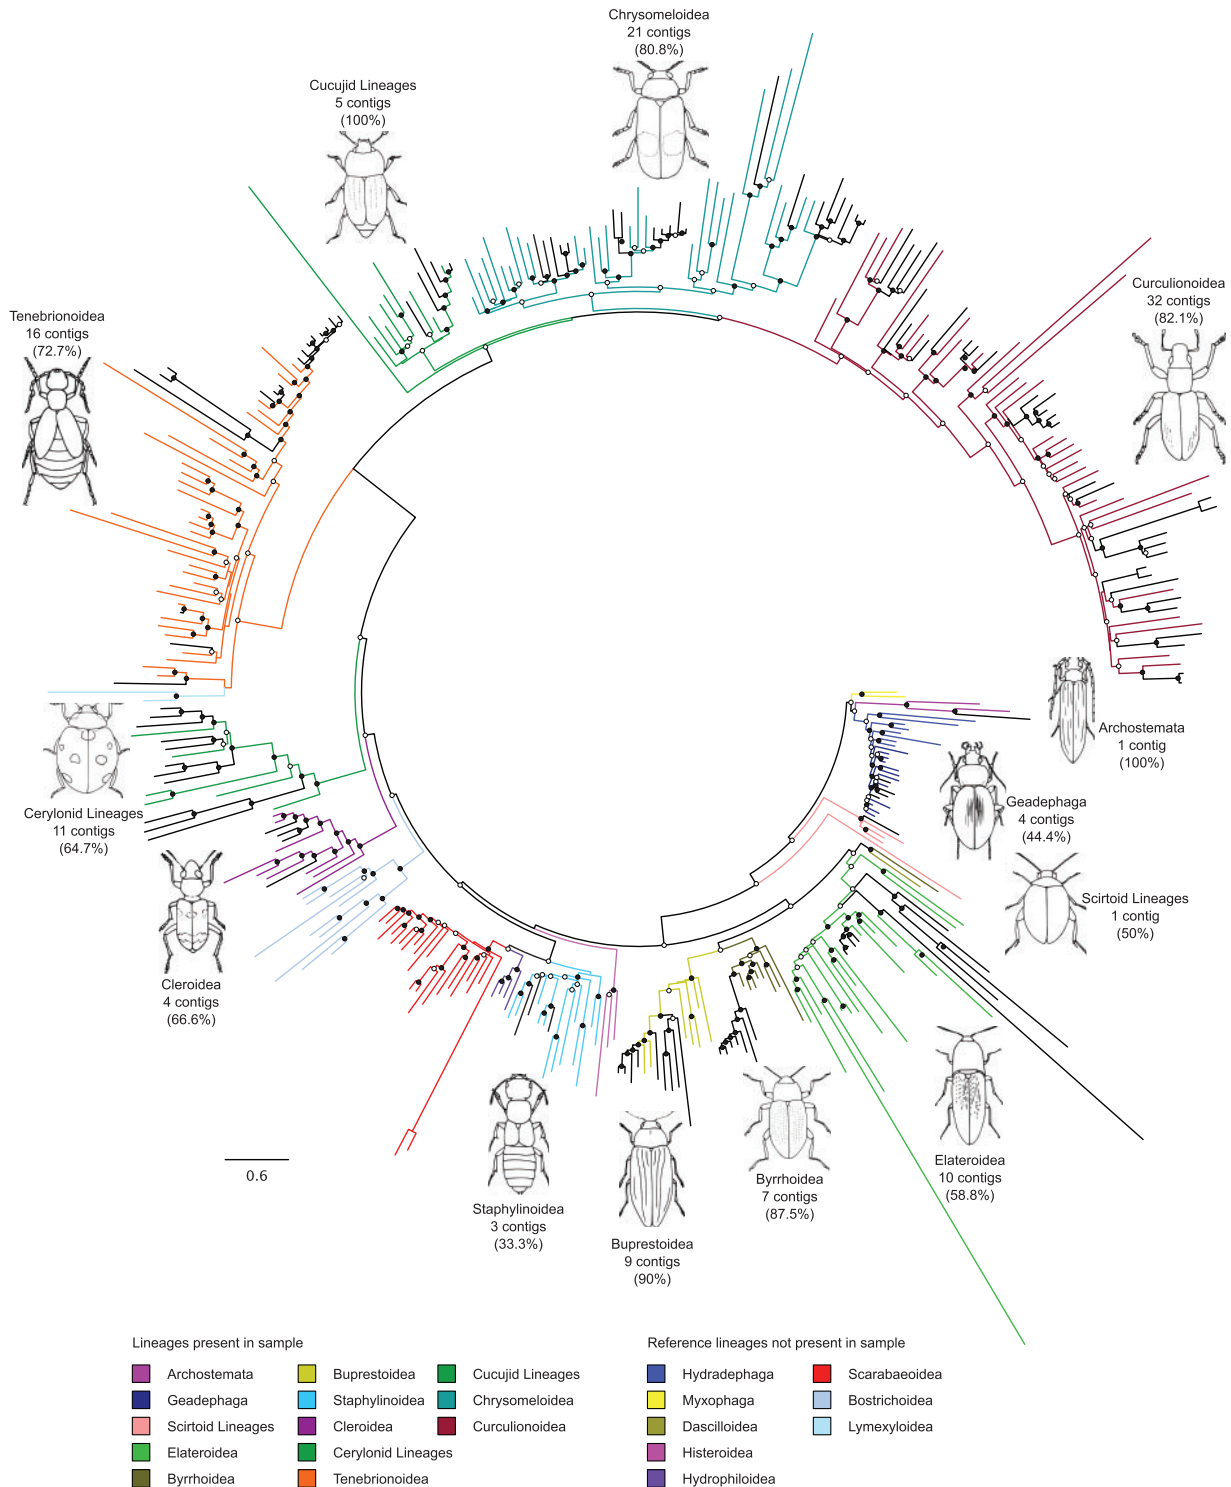 Chrysomeloidea
21 contigs
(80.8%)
Cucujid Lineages
5 contigs
(100%)
Curculionoidea
32 contigs
(82.1%)
Tenebrionoidea
16 contigs
(72.7%)
Archostemata
1 contig
(100%)
Geadephaga
4 contigs
(44.4%)
Cerylonid Lineages
11 contigs
(64.7%)
Scirtoid Lineages
1 contig
(50%)
Cleroidea
4 contigs
(66.6%)
Elateroidea
10 contigs
(58.8%)
0.6
Byrrhoidea
7 contigs
(87.5%)
Staphylinoidea
3 contigs
(33.3%)
Buprestoidea
9 contigs
(90%)
Lineages present in sample
Archostemata
Geadephaga
Scirtoid Lineages
Elateroidea
Byrrhoidea
Buprestoidea
Staphylinoidea
Cleroidea
Cerylonid Lineages
Tenebrionoidea
Cucujid Lineages
Chrysomeloidea
Curculionoidea
Reference lineages not present in sample
Hydradephaga
Myxophaga
Dascilloidea
Histeroidea
Hydrophiloidea
Scarabaeoidea
Bostrichoidea
Lymexyloidea